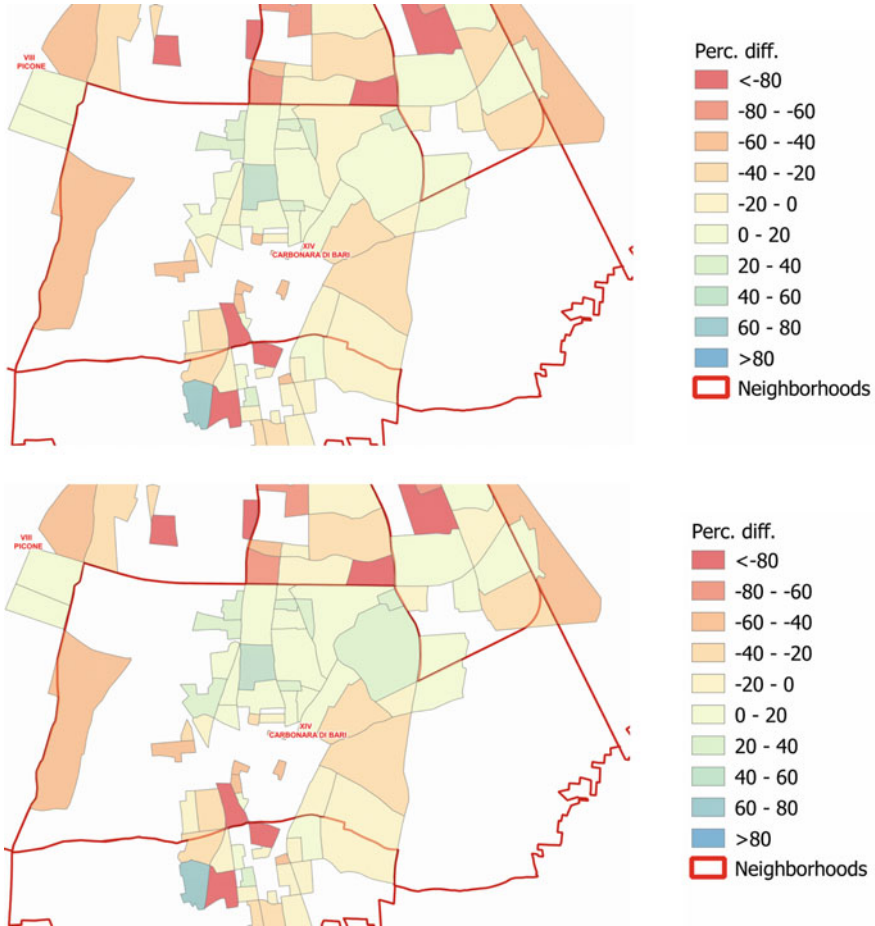 VIII
PICONE
XIV
CARBONARA DI BARI
Perc. diff.
<-80
-80 - -60
-60 - -40
-40 - -20
-20 - 0
0 - 20
20 - 40
40 - 60
60 - 80
>80
Neighborhoods
VIII
PICONE
XIV
CARBONARA DI BARI
Perc. diff.
<-80
-80 - -60
-60 - -40
-40 - -20
-20 - 0
0 - 20
20 - 40
40 - 60
60 - 80
>80
Neighborhoods